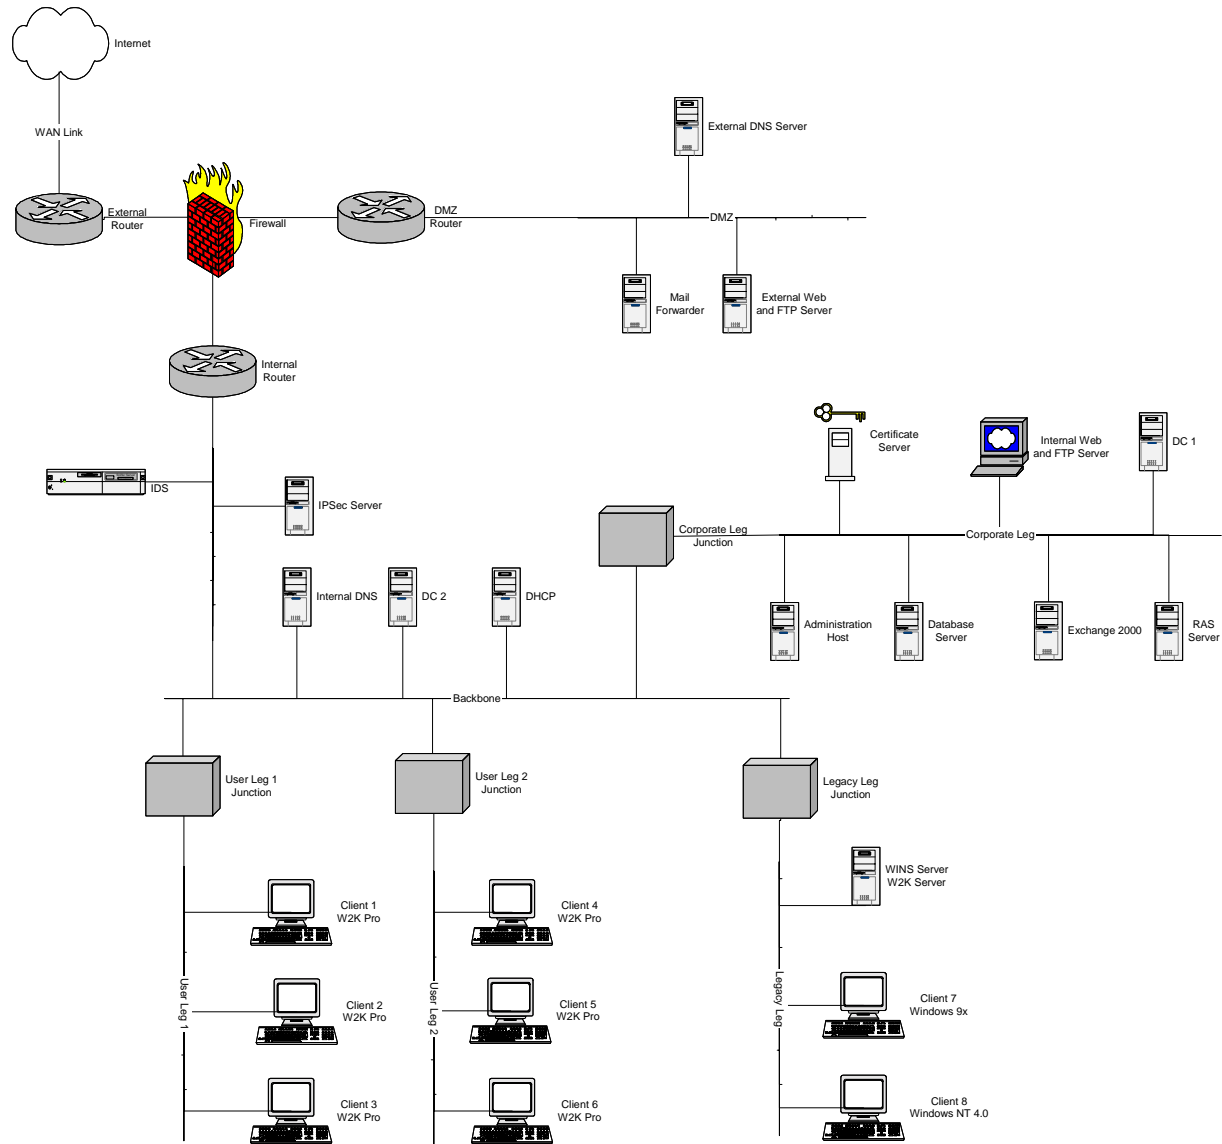 Internet
WAN Link
External DNS Server
External
Router
Firewall
DMZ
Router
DMZ
Mail
Forwarder
External Web
and FTP Server
Internal
Router
Certificate
Server
Internal Web
and FTP Server
DC 1
IDS
IPSec Server
Corporate Leg
Junction
Corporate Leg
Internal DNS
DC 2
DHCP
Administration
Host
Database
Server
Exchange 2000
RAS
Server
Backbone
User Leg 1
Junction
User Leg 2
Junction
Legacy Leg
Junction
WINS Server
W2K Server
Client 1
W2K Pro
Client 4
W2K Pro
User Leg 1
User Leg 2
Legacy Leg
Client 2
W2K Pro
Client 5
W2K Pro
Client 7
Windows 9x
Client 3
W2K Pro
Client 6
W2K Pro
Client 8
Windows NT 4.0